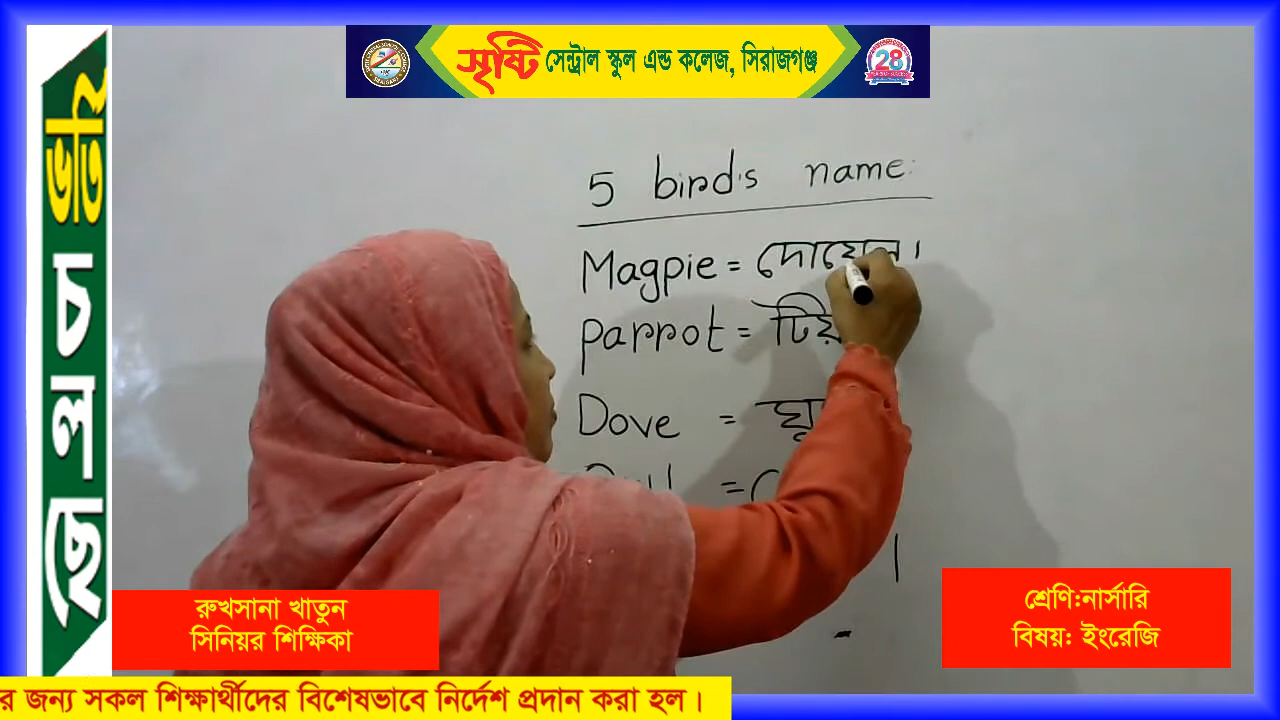 সৃষ্টি সেন্ট্রাল স্কুল এন্ড কলেজ, সিরাজগঞ্জ
28
ভর্তি চলছে
5 bird's name:
Magpie = দোয়েল।
Parrot = টিয়
Dove = ঘু
=
রুখসানা খাতুন
সিনিয়র শিক্ষিকা
শ্রেণি:নার্সারি
বিষয়: ইংরেজি
র জন্য সকল শিক্ষার্থীদের বিশেষভাবে নির্দেশ প্রদান করা হল।